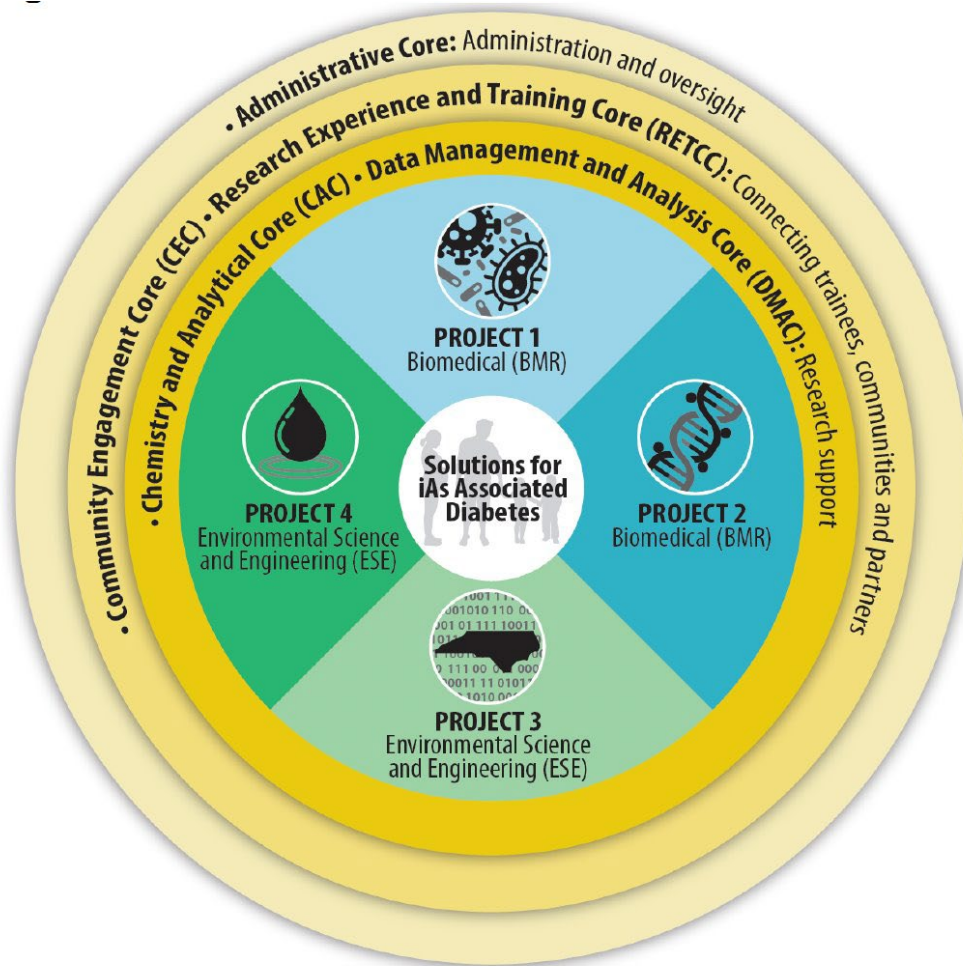 • Administrative Core: Administration and oversight
• Community Engagement Core (CEC) • Research Experience and Training Core (RETCC): Connecting trainees, communities and partners
• Chemistry and Analytical Core (CAC) • Data Management and Analysis Core (DMAC): Research support
PROJECT 1
Biomedical (BMR)
PROJECT 4
Environmental Science
and Engineering (ESE)
Solutions for
iAs Associated
Diabetes
PROJECT 2
Biomedical (BMR)
PROJECT 3
Environmental Science
and Engineering (ESE)